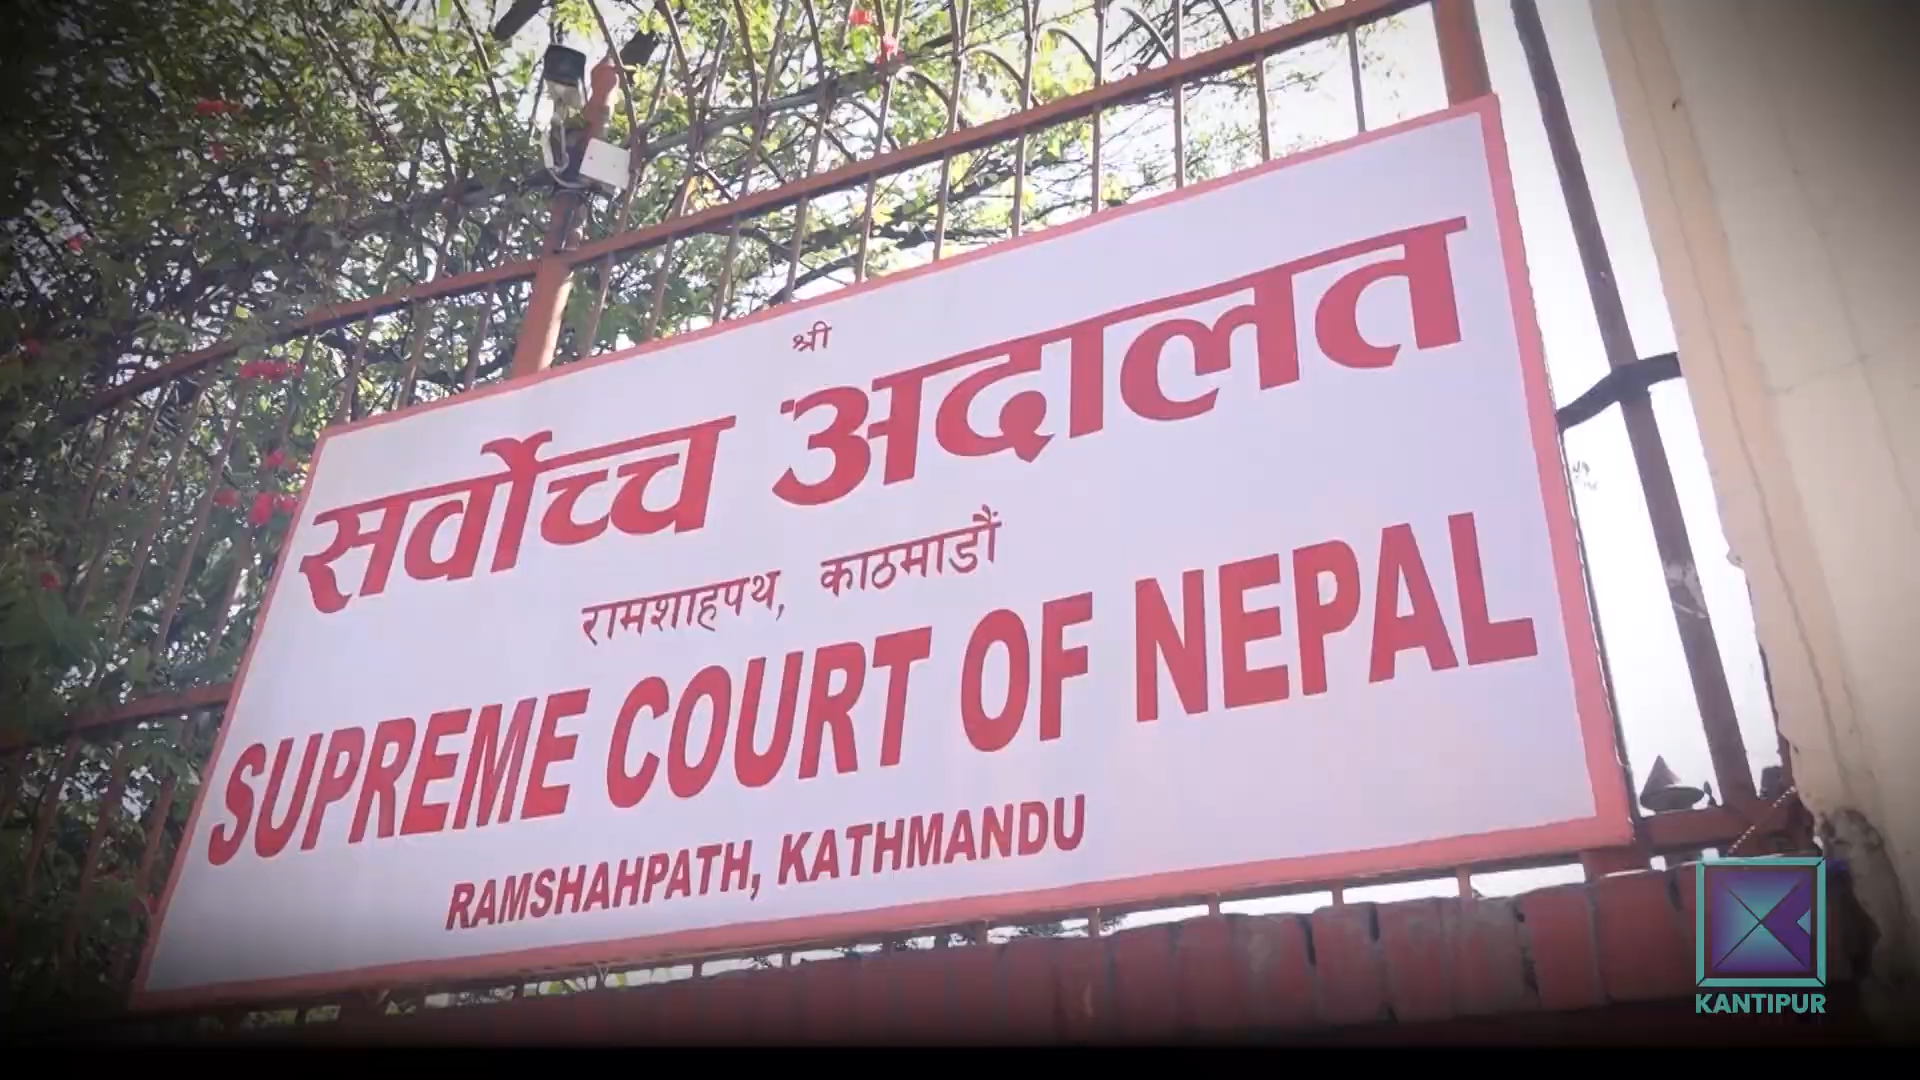 श्री
सर्वोच्च अदालत
रामशाहपथ, काठमाडौं
SUPREME COURT OF NEPAL
RAMSHAHPATH, KATHMANDU
KANTIPUR